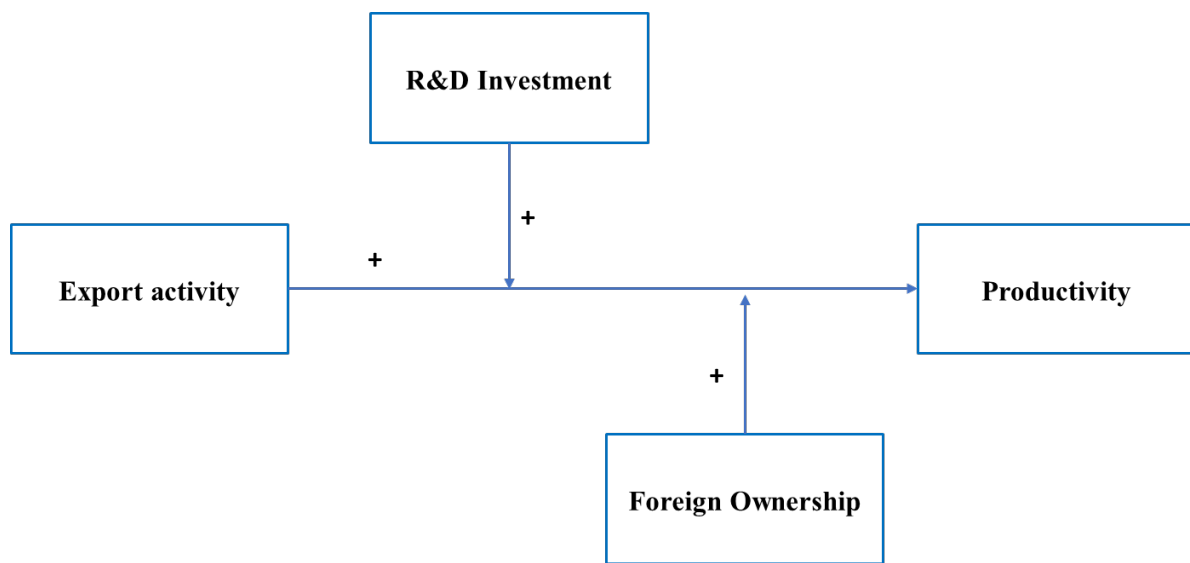 R&D Investment
+
+
Export activity
Productivity
+
Foreign Ownership